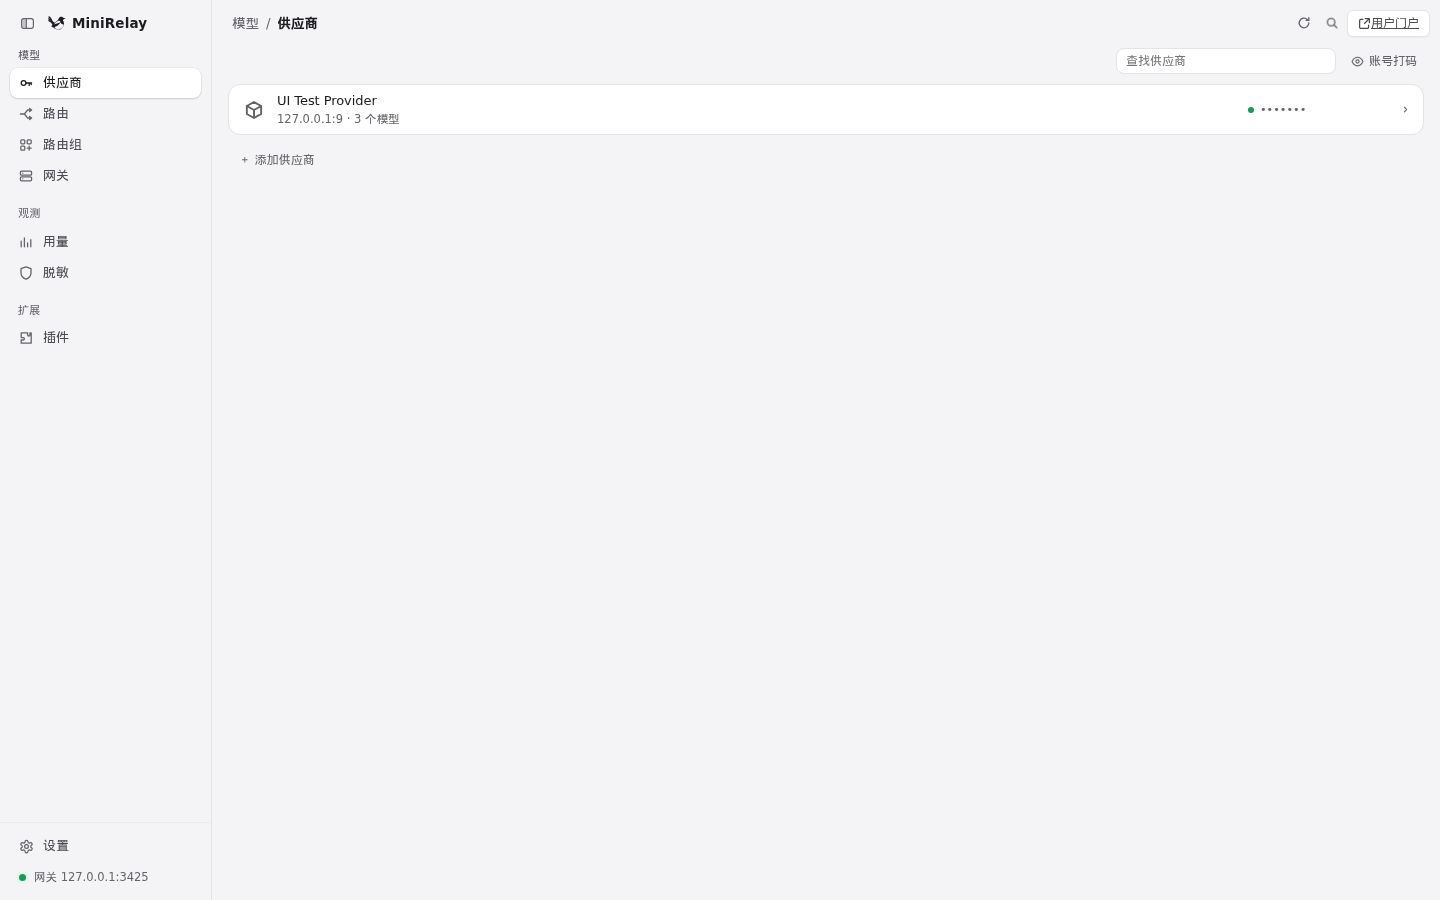 MiniRelay
模型
供应商
路由
路由组
网关
观测
用量
脱敏
扩展
插件
设置
网关 127.0.0.1:3425
模型 / 供应商
用户门户
查找供应商
账号打码
UI Test Provider
127.0.0.1:9 · 3 个模型
•••••••
+ 添加供应商